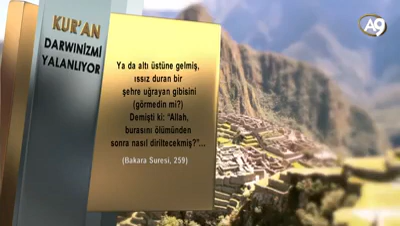 KUR'AN
DARWINIZMİ
YALANLIYOR
A9
Ya da altı üstüne gelmiş,
ıssız duran bir
şehre uğrayan gibisini
(görmedin mi?)
Demişti ki: "Allah,
burasını ölümünden
sonra nasıl diriltecekmiş?"...
(Bakara Suresi, 259)